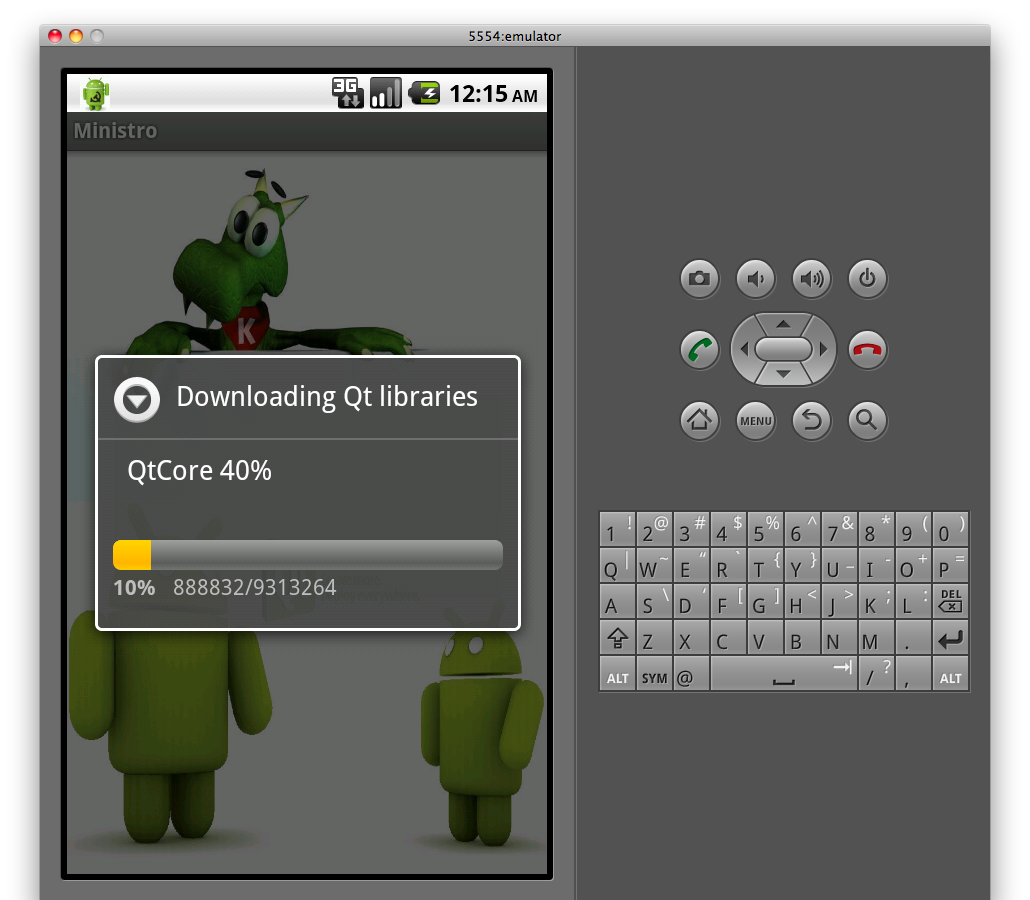 5554:emulator
3G 12:15 AM
Ministro
K
Downloading Qt libraries
QtCore 40%
10% 888832/9313264
MENU
1 ! 2 @ 3 # 4 $ 5 % 6 ^ 7 & 8 * 9 ( 0 )
Q | W ~ E “ R ` T { Y } U _ I - O + P =
A S \ D ‘ F [ G ] H < J > K ; L : DEL
Z X C V B N M .
ALT SYM @ / ? , ALT